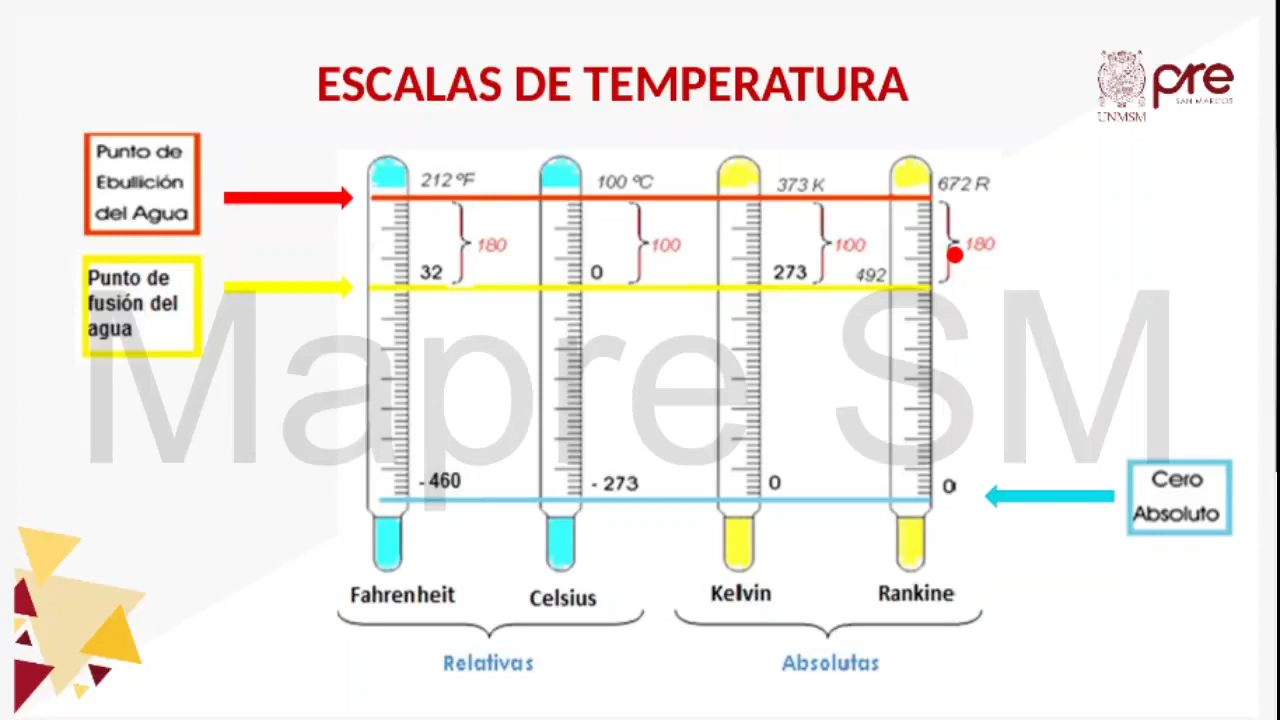 ESCALAS DE TEMPERATURA
UNMSM
pre
SAN MARCOS
Punto de
Ebullición
del Agua
Punto de
fusión del
agua
212 ºF
100 ºC
373 K
672 R
180
100
100
180
32
0
273
492
Mapre SM
- 460
- 273
0
0
Cero
Absoluto
Fahrenheit
Celsius
Kelvin
Rankine
Relativas
Absolutas